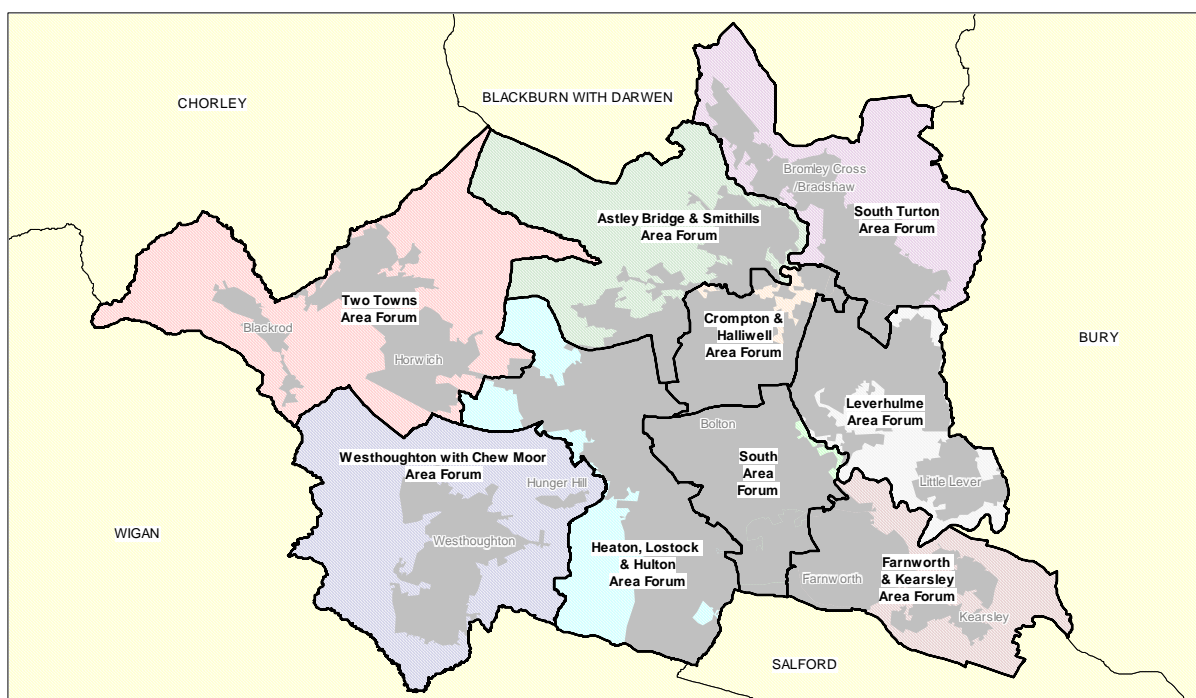 CHORLEY
BLACKBURN WITH DARWEN
Bromley Cross
/Bradshaw
Astley Bridge & Smithills
Area Forum
South Turton
Area Forum
Two Towns
Area Forum
Blackrod
Horwich
Crompton &
Halliwell
Area Forum
BURY
Leverhulme
Area Forum
Bolton
Westhoughton with Chew Moor
Area Forum
Hunger Hill
South
Area
Forum
Little Lever
WIGAN
Westhoughton
Heaton, Lostock
& Hulton
Area Forum
Farnworth
Farnworth
& Kearsley
Area Forum
Kearsley
SALFORD